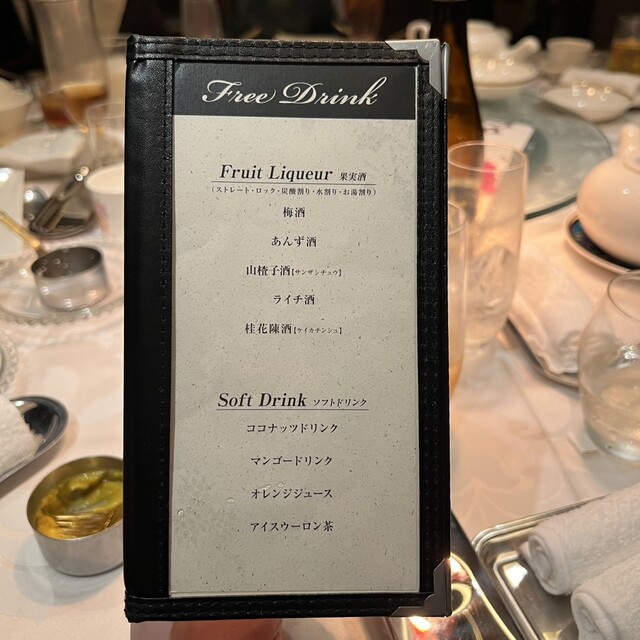 Free Drink
Fruit Liqueur 果実酒
(ストレート・ロック・炭酸割り・水割り・お湯割り)
梅酒
あんず酒
山楂子酒【サンザシチュウ】
ライチ酒
桂花陳酒【ケイカチンシュ】
Soft Drink ソフトドリンク
ココナッツドリンク
マンゴードリンク
オレンジジュース
アイスウーロン茶